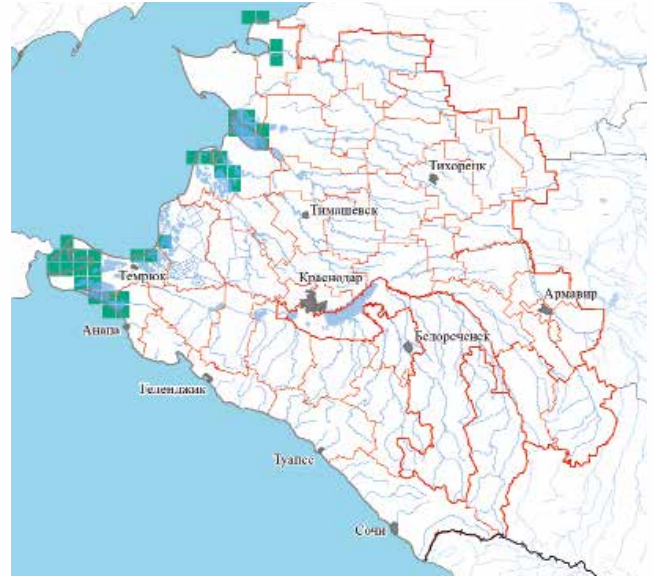 Тихорецк
Тимашевск
Темрюк
Краснодар
Армавир
Анапа
Белореченск
Геленджик
Туапсе
Сочи